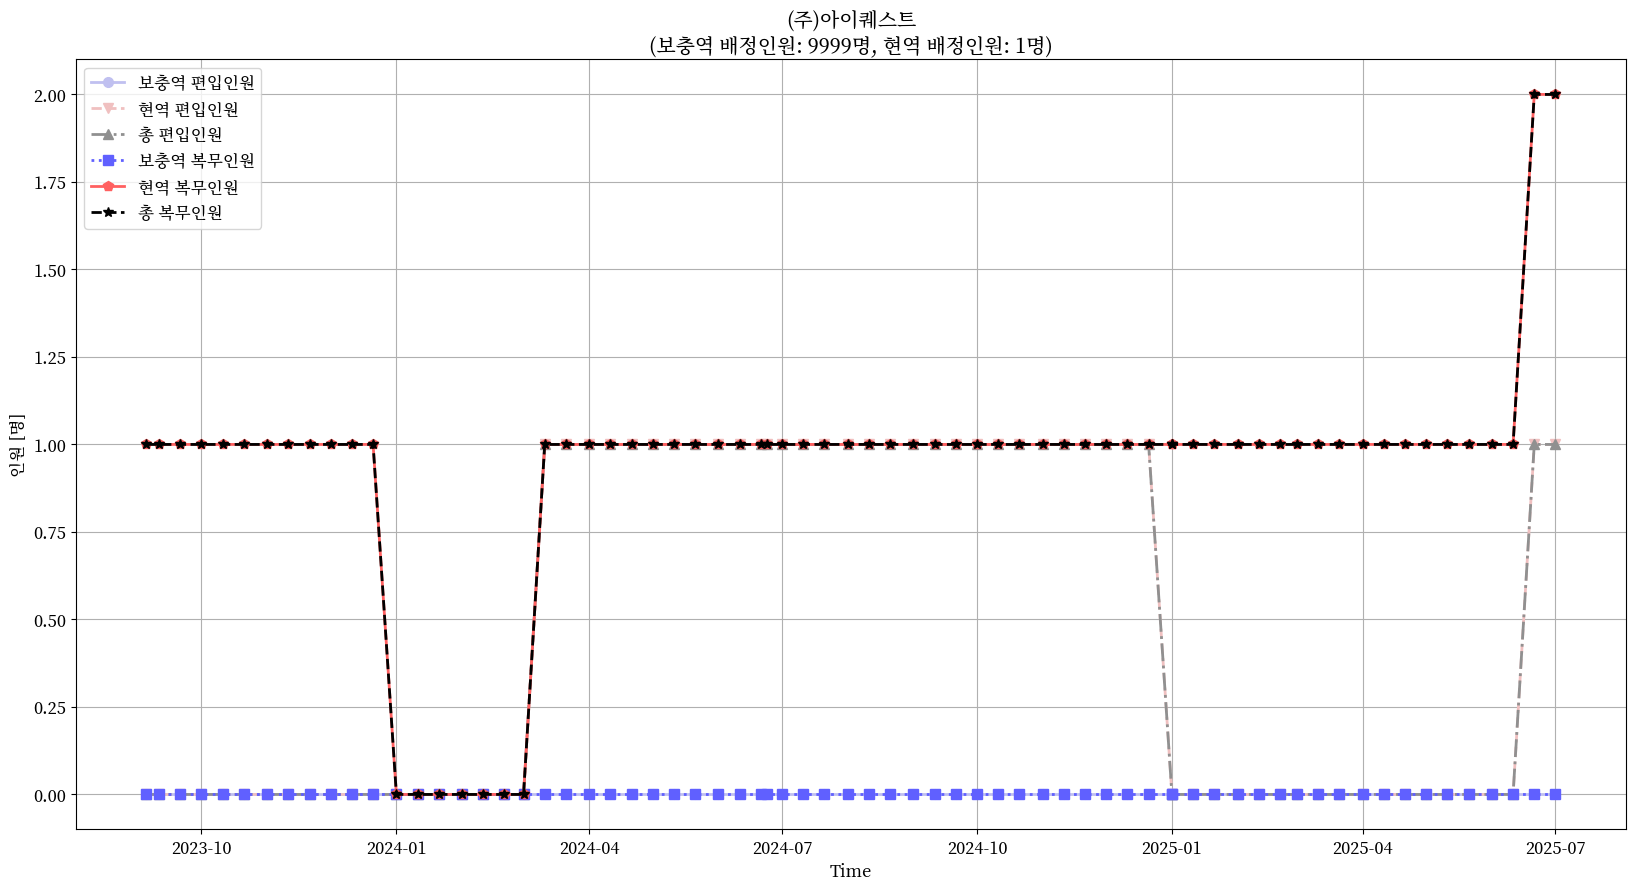 (주)아이퀘스트
(보충역 배정인원: 9999명, 현역 배정인원: 1명)
보충역 편입인원
현역 편입인원
총 편입인원
보충역 복무인원
현역 복무인원
총 복무인원
2.00
1.75
1.50
1.25
1.00
0.75
0.50
0.25
0.00
인원 [명]
2023-10
2024-01
2024-04
2024-07
2024-10
2025-01
2025-04
2025-07
Time